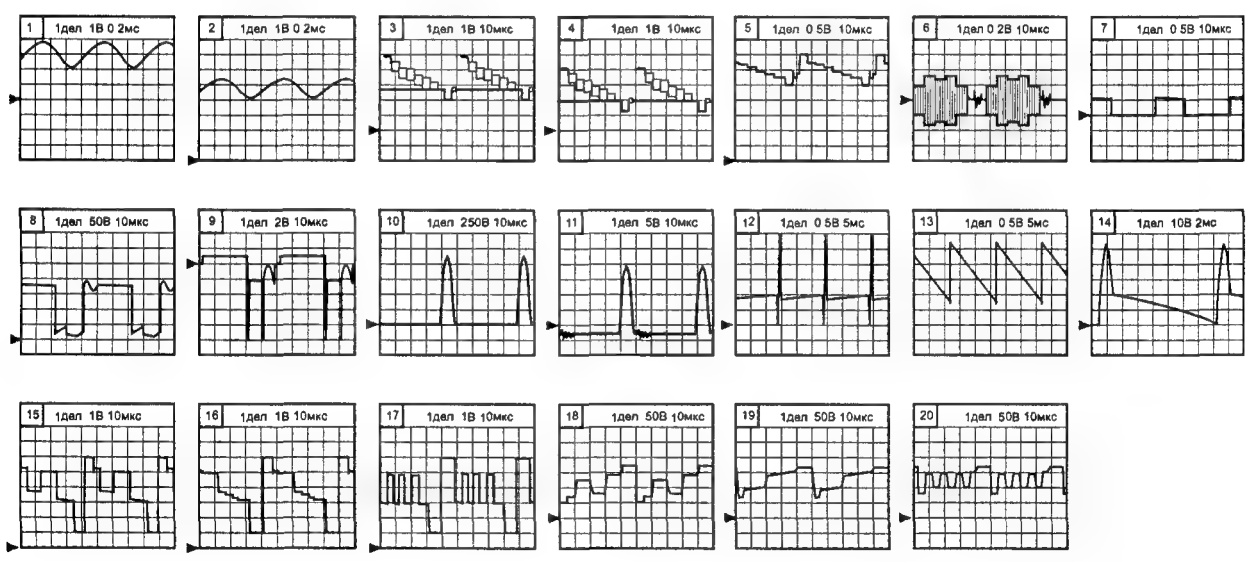 1 1дел 1В 0 2мс
2 1дел 1В 0 2мс
3 1дел 1В 10мкс
4 1дел 1В 10мкс
5 1дел 0 5В 10мкс
6 1дел 0 2В 10мкс
7 1дел 0 5В 10мкс
8 1дел 50В 10мкс
9 1дел 2В 10мкс
10 1дел 250В 10мкс
11 1дел 5В 10мкс
12 1дел 0 5В 5мс
13 1дел 0 5В 5мс
14 1дел 10В 2мс
15 1дел 1В 10мкс
16 1дел 1В 10мкс
17 1дел 1В 10мкс
18 1дел 50В 10мкс
19 1дел 50В 10мкс
20 1дел 50В 10мкс